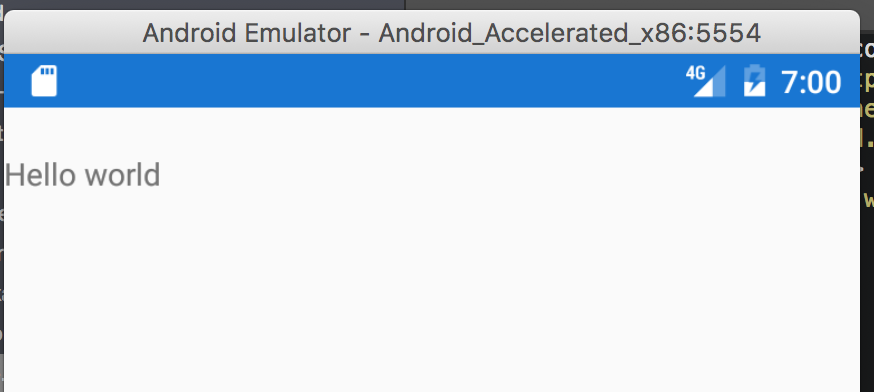 Android Emulator - Android_Accelerated_x86:5554
4G 7:00
Hello world